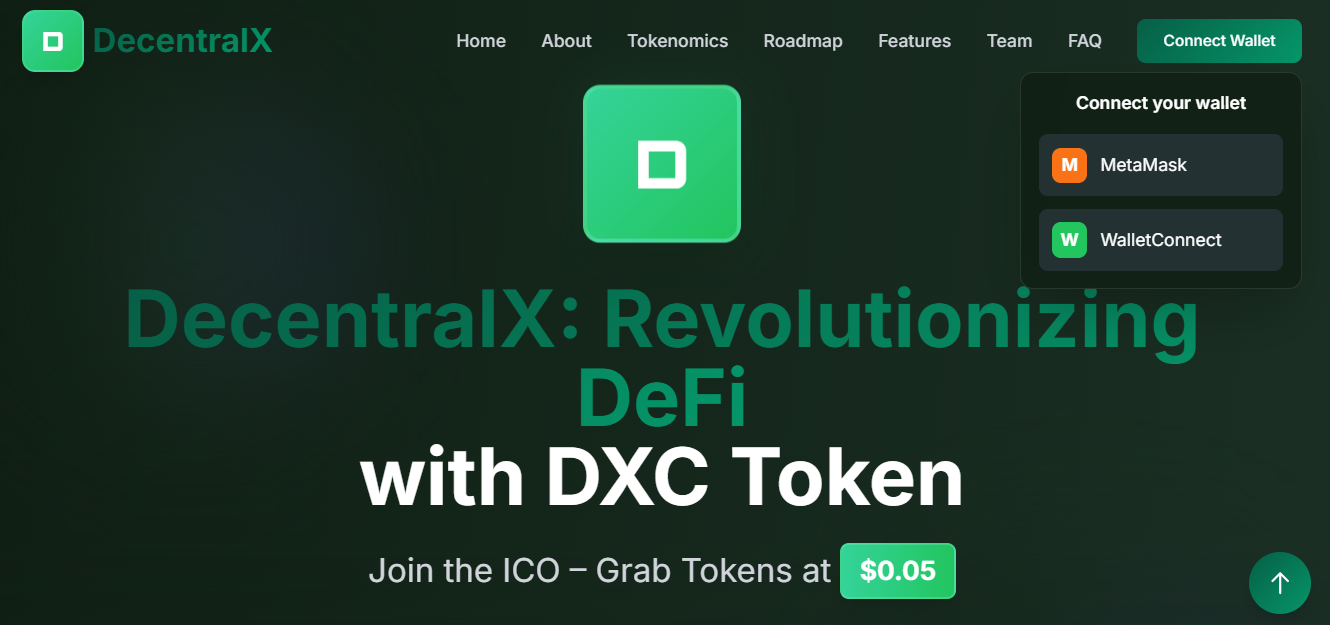 DecentralX
Home About Tokenomics Roadmap Features Team FAQ Connect Wallet
Connect your wallet
M MetaMask
W WalletConnect
DecentralX: Revolutionizing
DeFi
with DXC Token
Join the ICO – Grab Tokens at $0.05